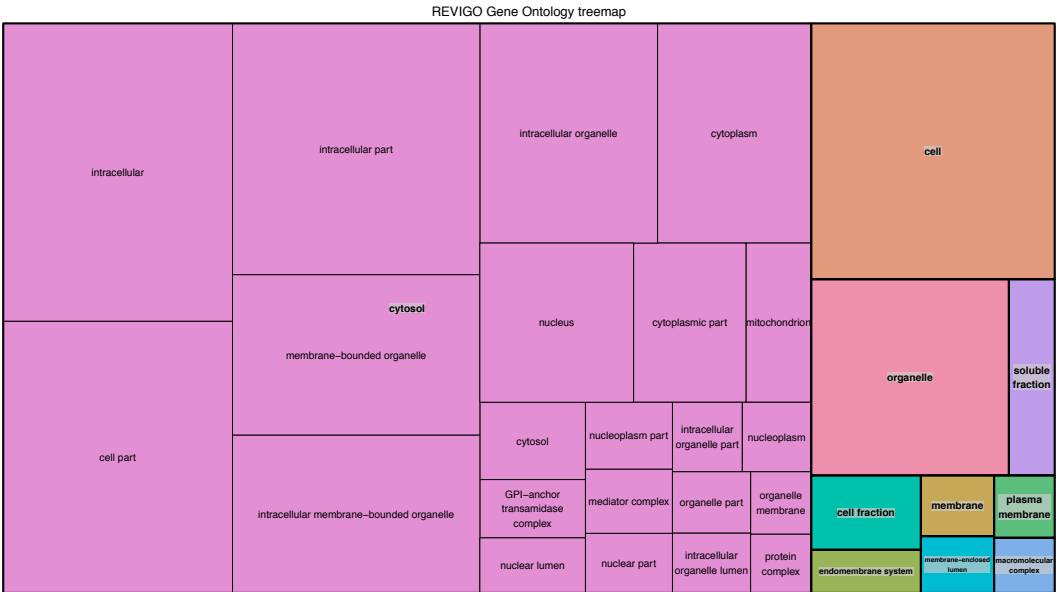 REVIGO Gene Ontology treemap
intracellular
intracellular part
intracellular organelle
cytoplasm
cell
cytosol
membrane−bounded organelle
nucleus
cytoplasmic part
mitochondrion
organelle
soluble
fraction
cell part
intracellular membrane−bounded organelle
cytosol
nucleoplasm part
intracellular
organelle part
nucleoplasm
GPI−anchor
transamidase
complex
mediator complex
organelle part
organelle
membrane
nuclear lumen
nuclear part
intracellular
organelle lumen
protein
complex
cell fraction
membrane
plasma
membrane
endomembrane system
membrane−enclosed
lumen
macromolecular
complex